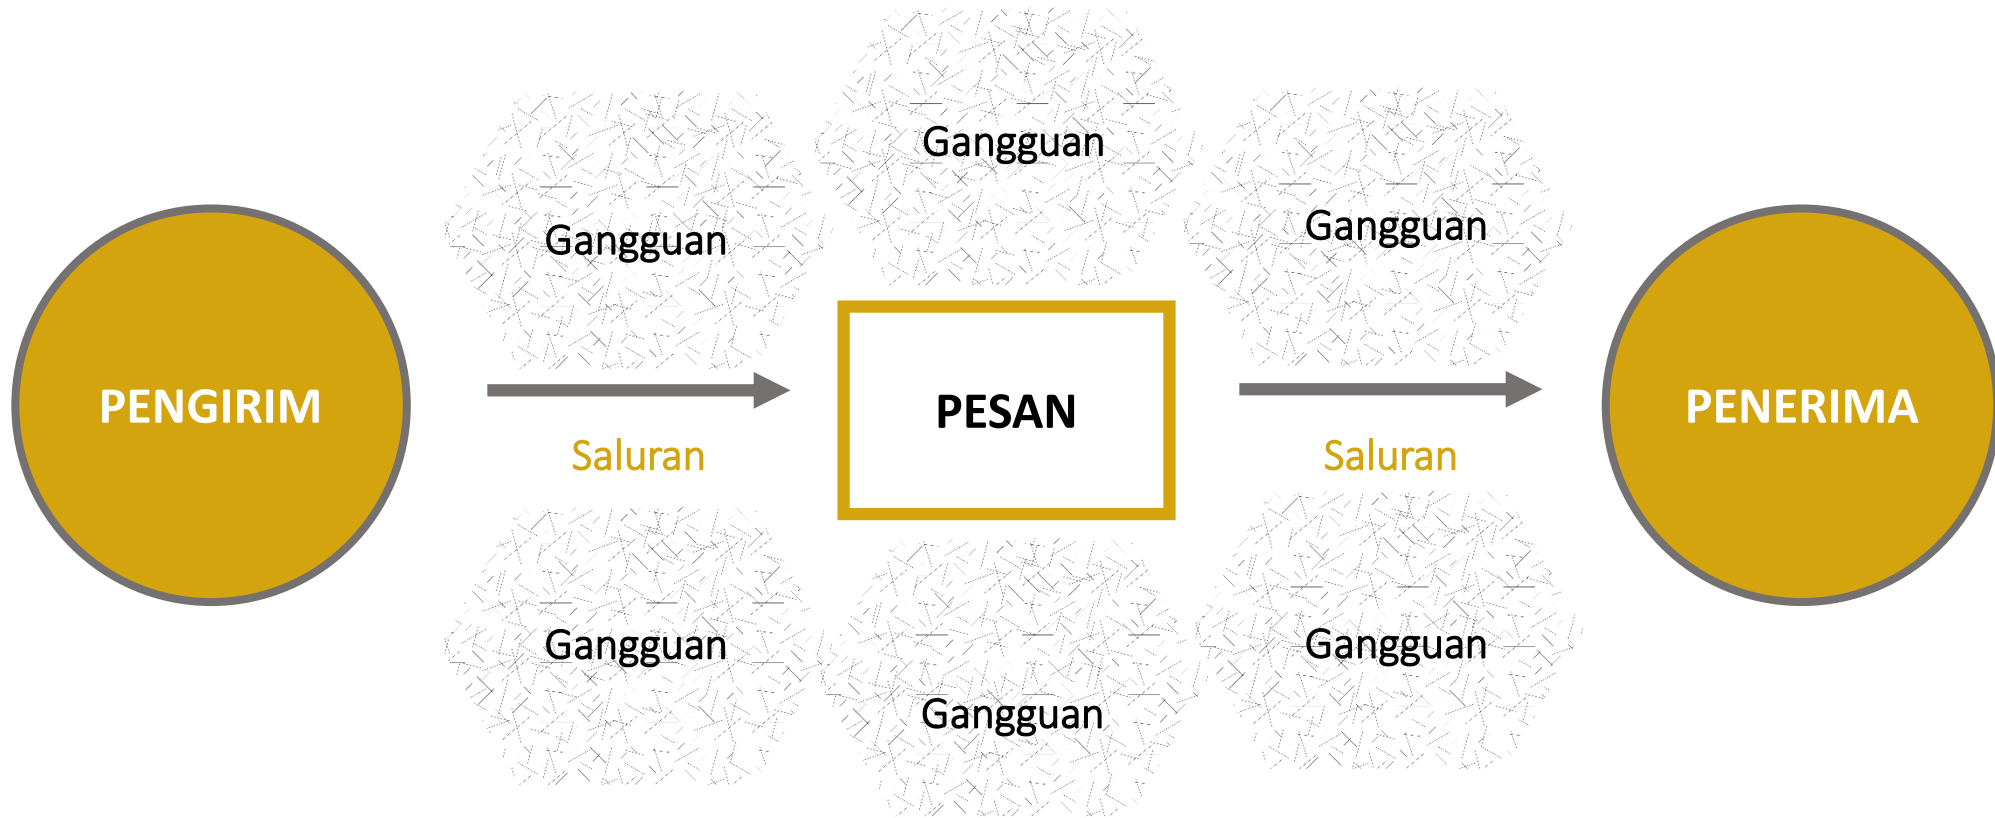 Gangguan
Gangguan
Gangguan
PENGIRIM
Saluran
PESAN
Saluran
PENERIMA
Gangguan
Gangguan
Gangguan